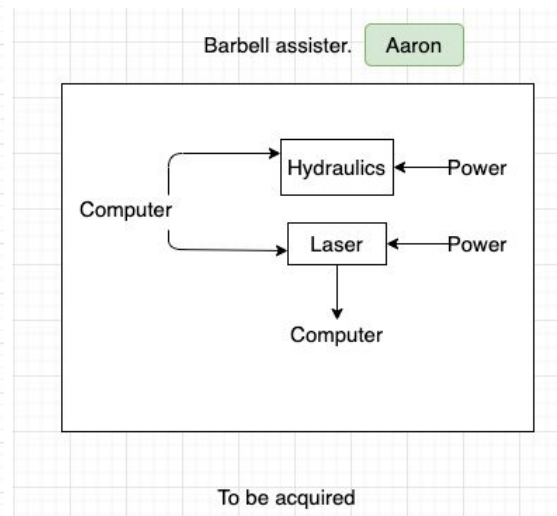 Barbell assister. Aaron
Hydraulics Power
Computer
Laser Power
Computer
To be acquired